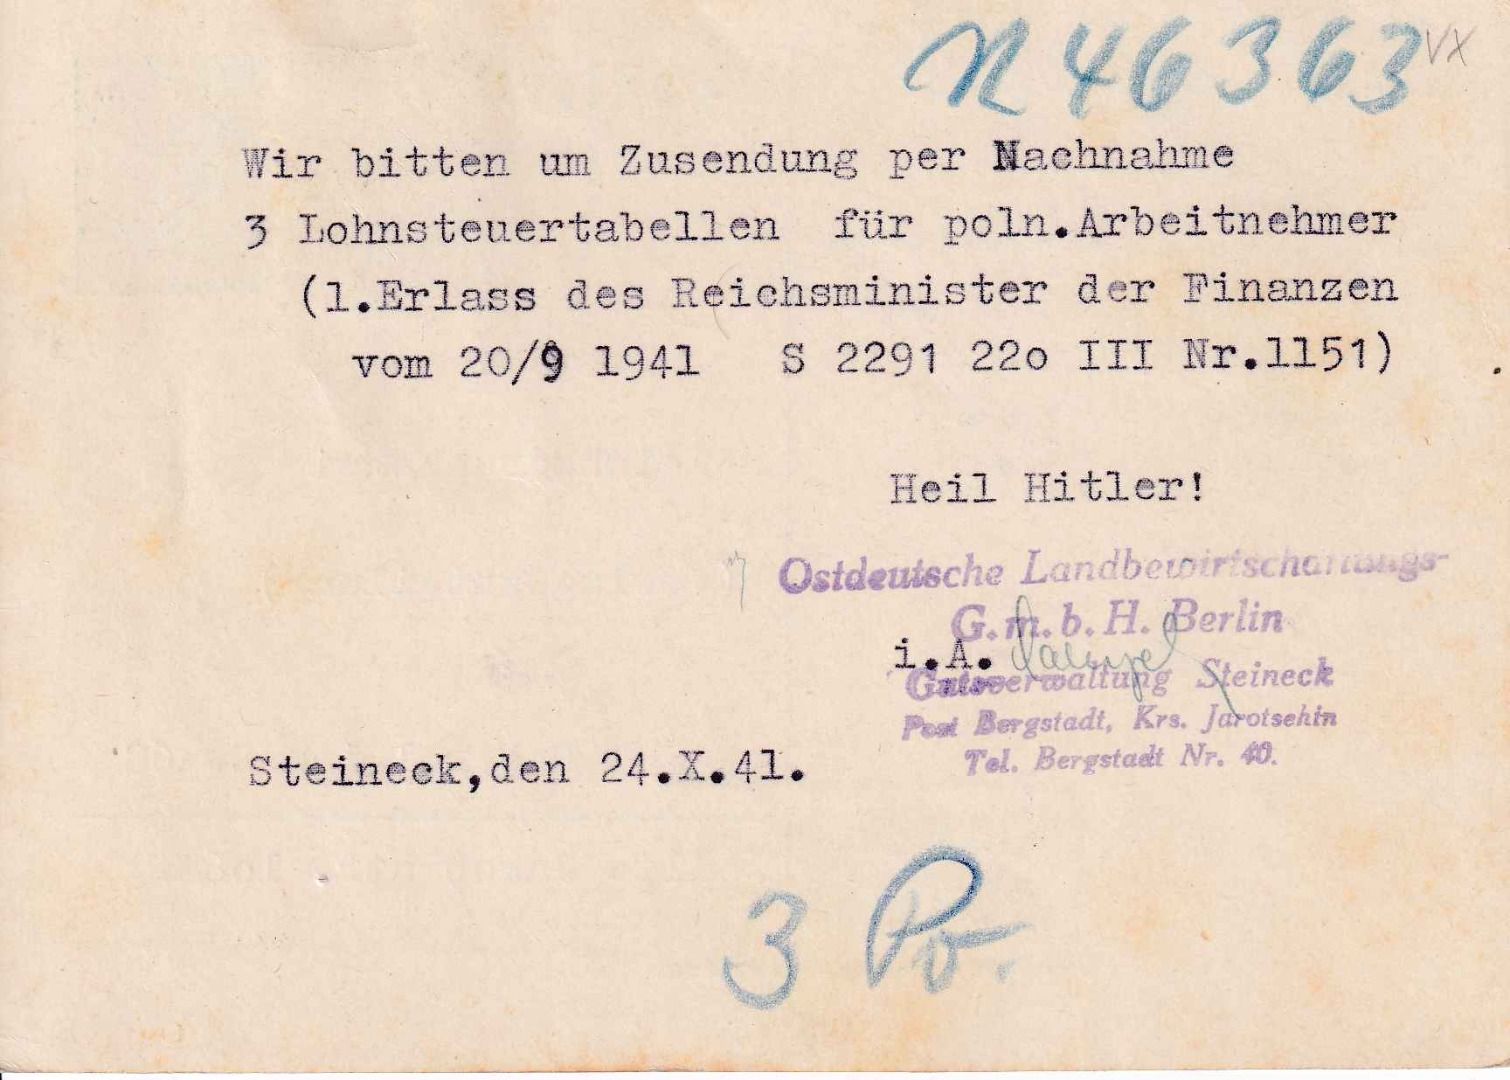 N 46363
Wir bitten um Zusendung per Nachnahme
3 Lohnsteuertabellen für poln.Arbeitnehmer
(1.Erlass des Reichsminister der Finanzen
vom 20/9 1941 S 2291 22o III Nr.1151)
Heil Hitler!
Ostdeutsche Landbewirtschaftungs-
G.m.b.H. Berlin
i.A.
Gutsverwaltung Steineck
Post Bergstadt, Krs. Jarotschin
Tel. Bergstadt Nr. 40.
Steineck,den 24.X.41.
3 Po.